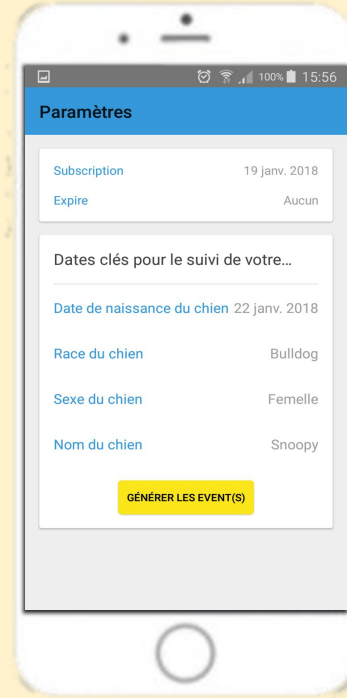 100% 15:56
Paramètres
Subscription 19 janv. 2018
Expire Aucun
Dates clés pour le suivi de votre...
Date de naissance du chien 22 janv. 2018
Race du chien Bulldog
Sexe du chien Femelle
Nom du chien Snoopy
GÉNÉRER LES EVENT(S)